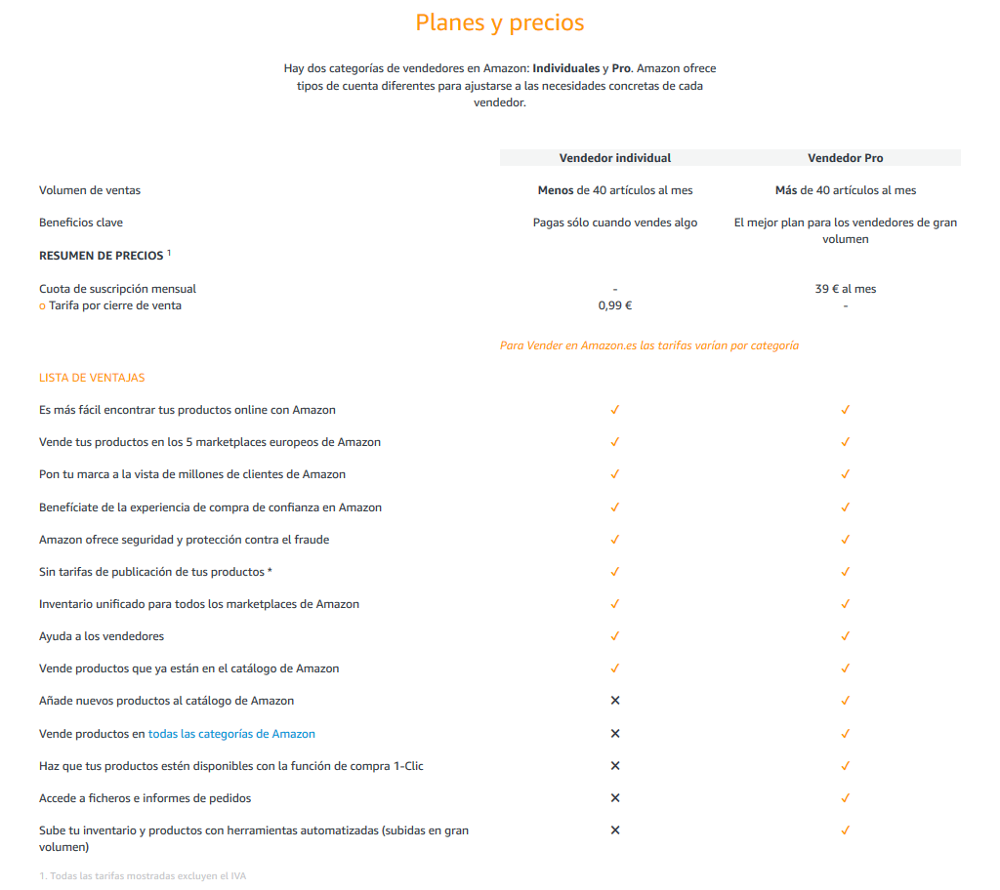 Planes y precios
Hay dos categorías de vendedores en Amazon: Individuales y Pro. Amazon ofrece
tipos de cuenta diferentes para ajustarse a las necesidades concretas de cada
vendedor.
Vendedor individual Vendedor Pro
Volumen de ventas Menos de 40 artículos al mes Más de 40 artículos al mes
Beneficios clave Pagas sólo cuando vendes algo El mejor plan para los vendedores de gran
volumen
RESUMEN DE PRECIOS 1
Cuota de suscripción mensual - 39 € al mes
o Tarifa por cierre de venta 0,99 € -
Para Vender en Amazon.es las tarifas varían por categoría
LISTA DE VENTAJAS
Es más fácil encontrar tus productos online con Amazon ✓ ✓
Vende tus productos en los 5 marketplaces europeos de Amazon ✓ ✓
Pon tu marca a la vista de millones de clientes de Amazon ✓ ✓
Benefíciate de la experiencia de compra de confianza en Amazon ✓ ✓
Amazon ofrece seguridad y protección contra el fraude ✓ ✓
Sin tarifas de publicación de tus productos * ✓ ✓
Inventario unificado para todos los marketplaces de Amazon ✓ ✓
Ayuda a los vendedores ✓ ✓
Vende productos que ya están en el catálogo de Amazon ✓ ✓
Añade nuevos productos al catálogo de Amazon ✕ ✓
Vende productos en todas las categorías de Amazon ✕ ✓
Haz que tus productos estén disponibles con la función de compra 1-Clic ✕ ✓
Accede a ficheros e informes de pedidos ✕ ✓
Sube tu inventario y productos con herramientas automatizadas (subidas en gran ✕ ✓
volumen)
1. Todas las tarifas mostradas excluyen el IVA